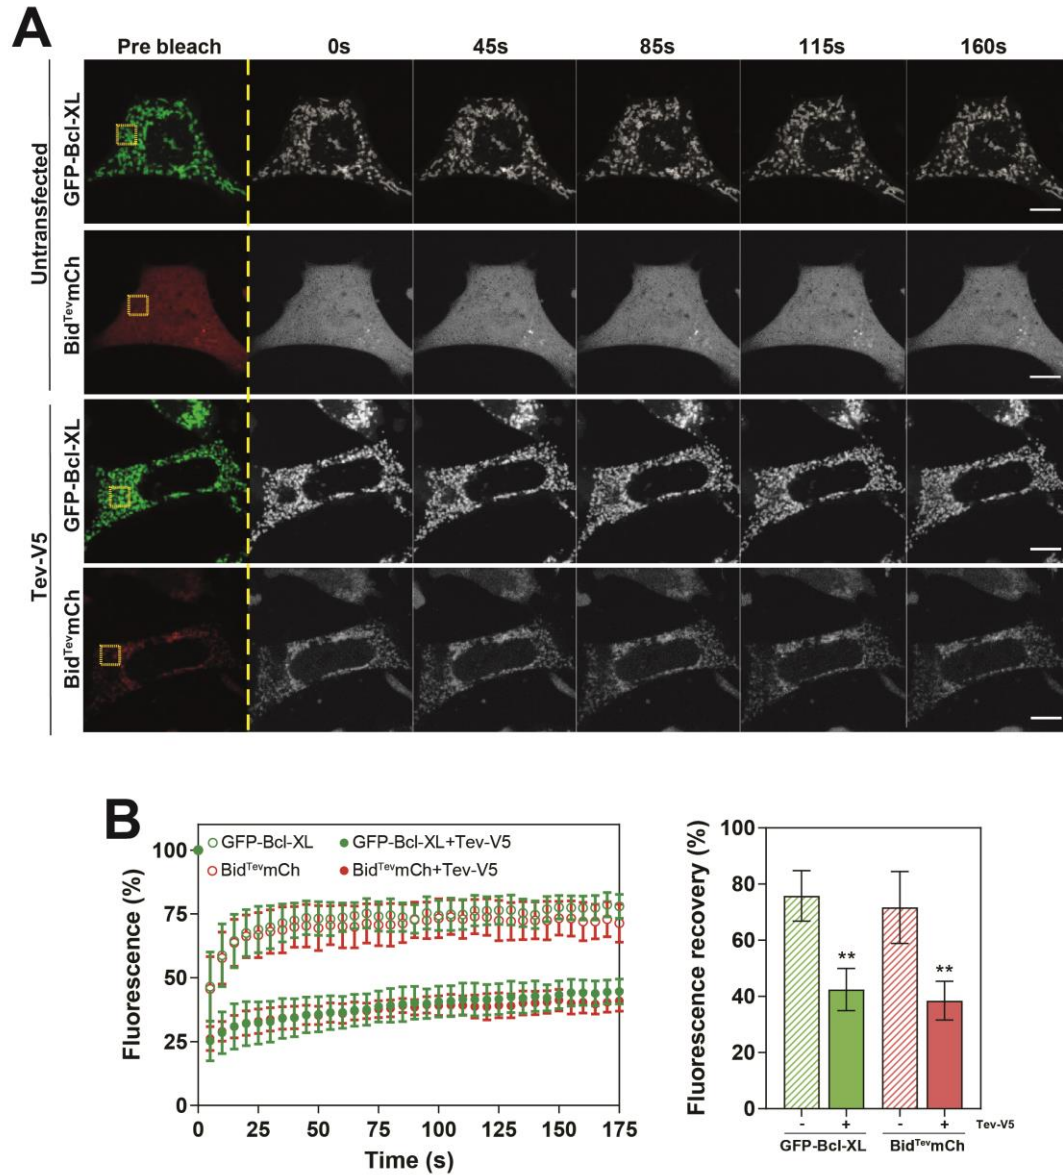 A
Pre bleach 0s 45s 85s 115s 160s
Untransfected
GFP-Bcl-XL
Bid^Tev mCh
Tev-V5
GFP-Bcl-XL
Bid^Tev mCh
B
Fluorescence (%)
100
75
50
25
0
GFP-Bcl-XL GFP-Bcl-XL+Tev-V5
Bid^Tev mCh Bid^Tev mCh+Tev-V5
0 25 50 75 100 125 150 175
Time (s)
Fluorescence recovery (%)
100
80
60
40
20
0
** **
- + - + Tev-V5
GFP-Bcl-XL Bid^Tev mCh